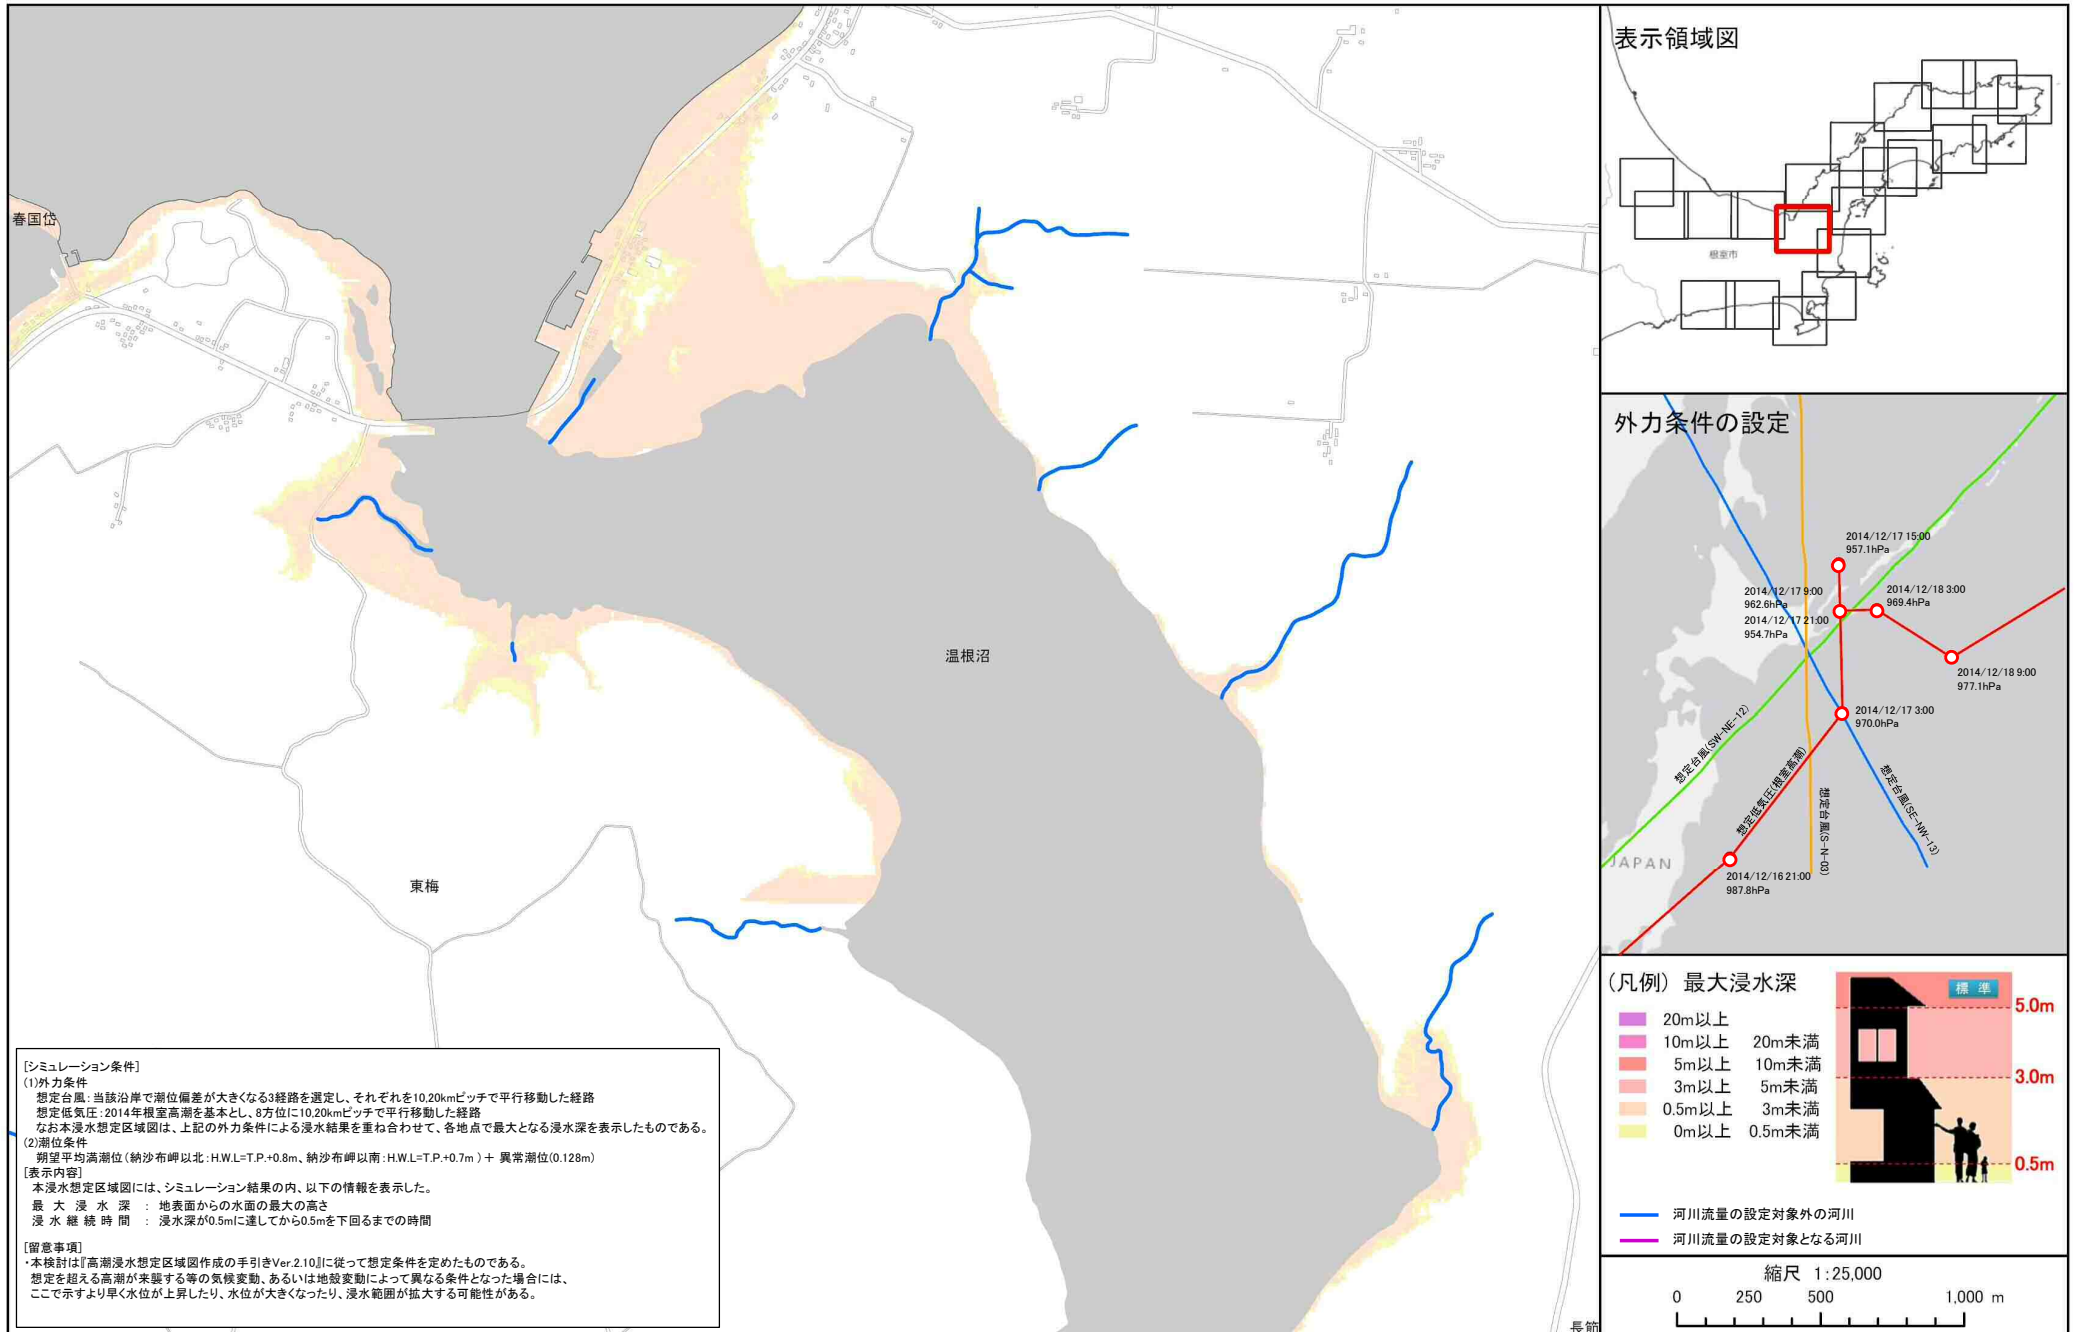 春国岱
温根沼
東梅
長節
[シミュレーション条件]
(1)外力条件
想定台風：当該沿岸で潮位偏差が大きくなる3経路を選定し、それぞれを10,20kmピッチで平行移動した経路
想定低気圧：2014年根室高潮を基本とし、8方位に10,20kmピッチで平行移動した経路
なお本浸水想定区域図は、上記の外力条件による浸水結果を重ね合わせて、各地点で最大となる浸水深を表示したものである。
(2)潮位条件
朔望平均満潮位(納沙布岬以北：H.W.L=T.P.+0.8m、納沙布岬以南：H.W.L=T.P.+0.7m ) ＋ 異常潮位(0.128m)
[表示内容]
本浸水想定区域図には、シミュレーション結果の内、以下の情報を表示した。
最 大 浸 水 深 ： 地表面からの水面の最大の高さ
浸 水 継 続 時 間 ： 浸水深が0.5mに達してから0.5mを下回るまでの時間
[留意事項]
・本検討は『高潮浸水想定区域図作成の手引きVer.2.10』に従って想定条件を定めたものである。
想定を超える高潮が来襲する等の気候変動、あるいは地殻変動によって異なる条件となった場合には、
ここで示すより早く水位が上昇したり、水位が大きくなったり、浸水範囲が拡大する可能性がある。
表示領域図
根室市
外力条件の設定
2014/12/17 15:00
957.1hPa
2014/12/17 9:00
962.6hPa
2014/12/17 21:00
954.7hPa
2014/12/18 3:00
969.4hPa
2014/12/18 9:00
977.1hPa
2014/12/17 3:00
970.0hPa
想定台風(SW-NE-12)
想定低気圧(根室高潮)
想定台風(S-N-03)
想定台風(SE-NW-13)
JAPAN
2014/12/16 21:00
987.8hPa
(凡例) 最大浸水深
標 準
20m以上
10m以上 20m未満
5m以上 10m未満
3m以上 5m未満
0.5m以上 3m未満
0m以上 0.5m未満
5.0m
3.0m
0.5m
河川流量の設定対象外の河川
河川流量の設定対象となる河川
縮尺 1:25,000
0 250 500 1,000 m